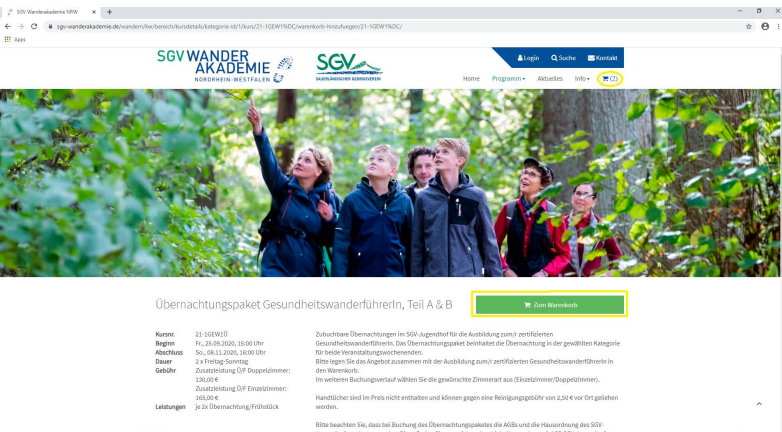 SGV Wanderakademie NRW
sgv-wanderakademie.de/wandern/kw/bereich/kursdetails/kategorie-id/1/kurs/21-1GEW1%DC/warenkorb-hinzufuegen/21-1GEW1%DC/
Apps
SGV WANDER
AKADEMIE
NORDRHEIN-WESTFALEN
SGV
SAUERLÄNDISCHER GEBIRGSVEREIN
Login Suche Kontakt
Home Programm Aktuelles Info (2)
Übernachtungspaket GesundheitswanderführerIn, Teil A & B
Zum Warenkorb
Kursnr. 21-1GEW1Ü
Beginn Fr., 25.09.2020, 15:00 Uhr
Abschluss So., 08.11.2020, 16:00 Uhr
Dauer 2 x Freitag-Sonntag
Gebühr Zusatzleistung Ü/F Doppelzimmer:
130,00 €
Zusatzleistung Ü/F Einzelzimmer:
165,00 €
Leistungen je 2x Übernachtung/Frühstück
Zubuchbare Übernachtungen im SGV-Jugendhof für die Ausbildung zum/r zertifizierten
GesundheitswanderführerIn. Das Übernachtungspaket beinhaltet die Übernachtung in der gewählten Kategorie
für beide Veranstaltungswochenenden.
Bitte legen Sie das Angebot zusammen mit der Ausbildung zum/r zertifizierten GesundheitswanderführerIn in
den Warenkorb.
Im weiteren Buchungsverlauf wählen Sie die gewünschte Zimmerart aus (Einzelzimmer/Doppelzimmer).
Handtücher sind im Preis nicht enthalten und können gegen eine Reinigungsgebühr von 2,50 € vor Ort geliehen
werden.
Bitte beachten Sie, dass bei Buchung des Übernachtungspaketes die AGBs und die Hausordnung des SGV-